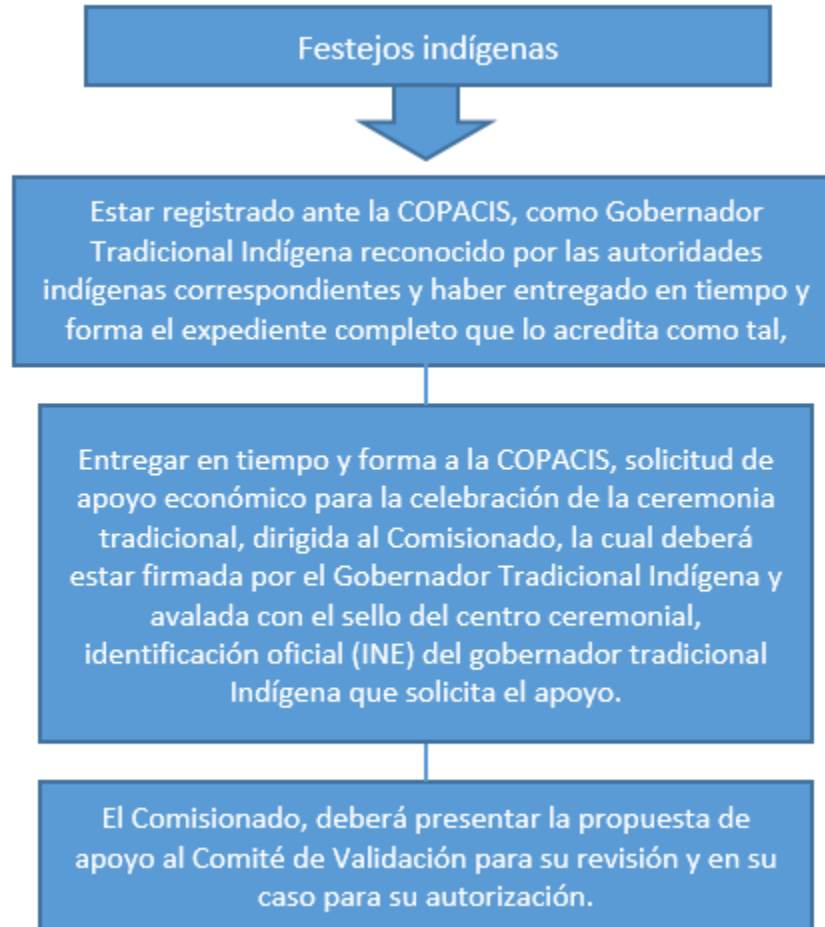 Festejos indígenas
Estar registrado ante la COPACIS, como Gobernador
Tradicional Indígena reconocido por las autoridades
indígenas correspondientes y haber entregado en tiempo y
forma el expediente completo que lo acredita como tal,
Entregar en tiempo y forma a la COPACIS, solicitud de
apoyo económico para la celebración de la ceremonia
tradicional, dirigida al Comisionado, la cual deberá
estar firmada por el Gobernador Tradicional Indígena y
avalada con el sello del centro ceremonial,
identificación oficial (INE) del gobernador tradicional
Indígena que solicita el apoyo.
El Comisionado, deberá presentar la propuesta de
apoyo al Comité de Validación para su revisión y en su
caso para su autorización.